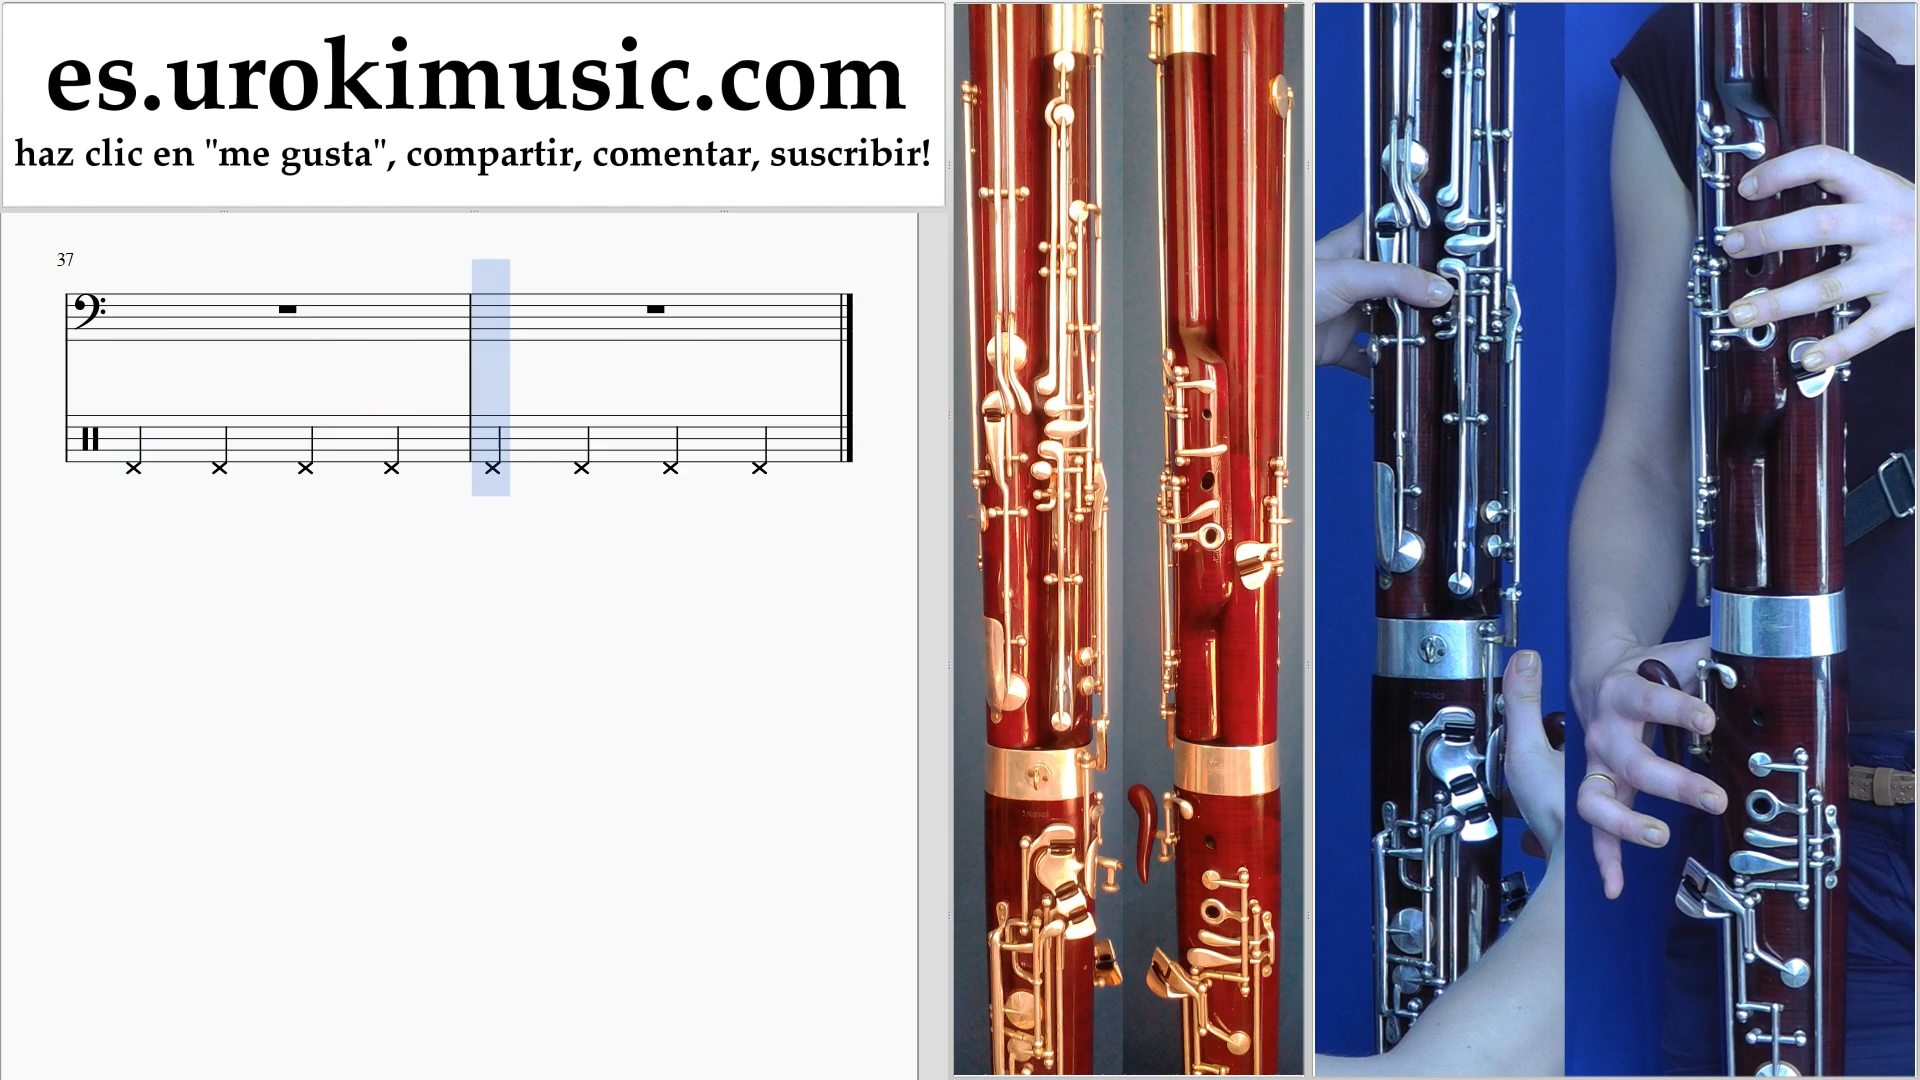 es.urokimusic.com
haz clic en "me gusta", compartir, comentar, suscribir!
37